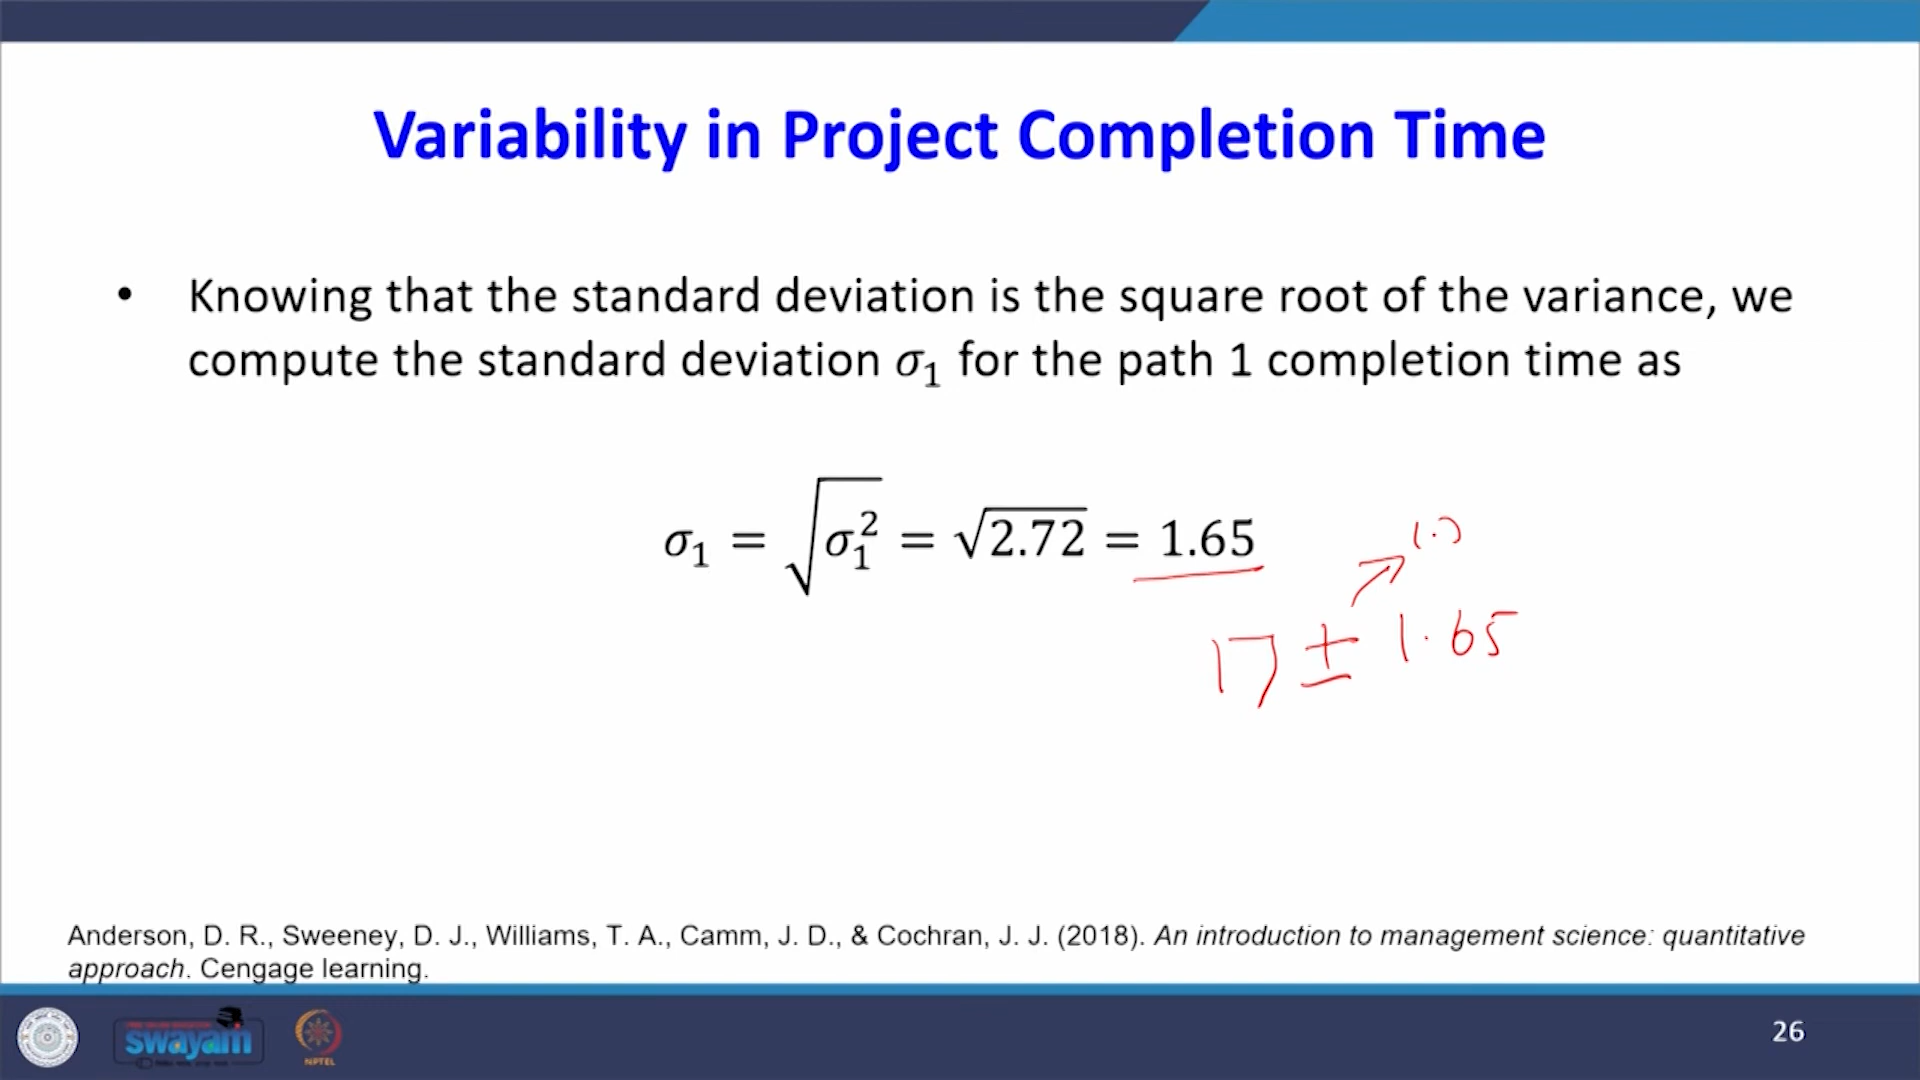 Variability in Project Completion Time
• Knowing that the standard deviation is the square root of the variance, we
compute the standard deviation σ₁ for the path 1 completion time as
σ₁ = √σ₁² = √2.72 = 1.65
17 ± 1.65
Anderson, D. R., Sweeney, D. J., Williams, T. A., Camm, J. D., & Cochran, J. J. (2018). An introduction to management science: quantitative
approach. Cengage learning.
swayam
NPTEL
26